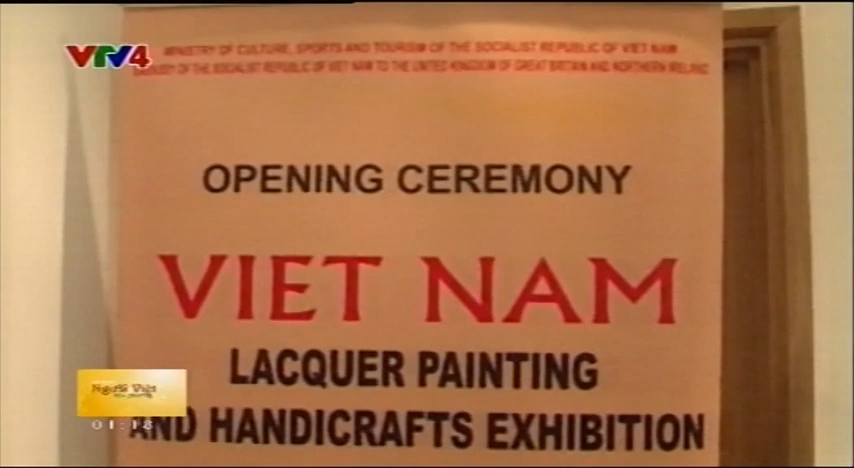 VTV4
MINISTRY OF CULTURE, SPORTS AND TOURISM OF THE SOCIALIST REPUBLIC OF VIET NAM
EMBASSY OF THE SOCIALIST REPUBLIC OF VIET NAM TO THE UNITED KINGDOM OF GREAT BRITAIN AND NORTHERN IRELAND
OPENING CEREMONY
VIET NAM
LACQUER PAINTING
AND HANDICRAFTS EXHIBITION
Người Việt
01:18